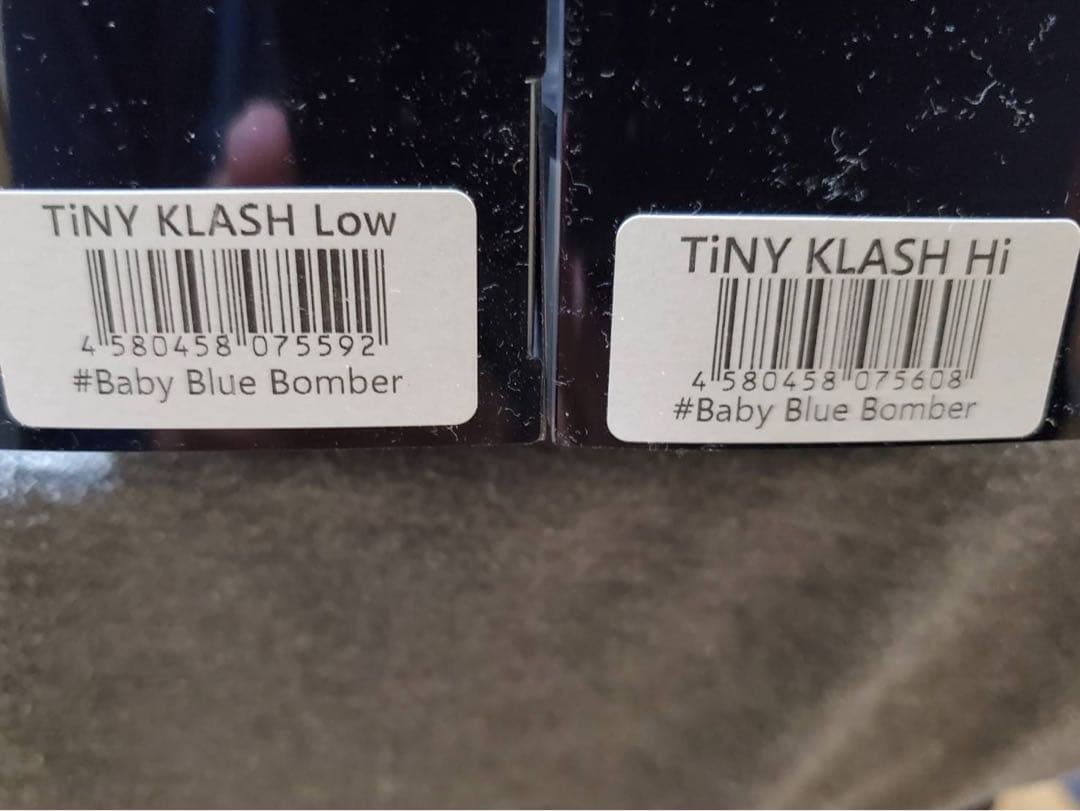 TiNY KLASH Low
4 580458 075592
#Baby Blue Bomber
TiNY KLASH Hi
4 580458 075608
#Baby Blue Bomber